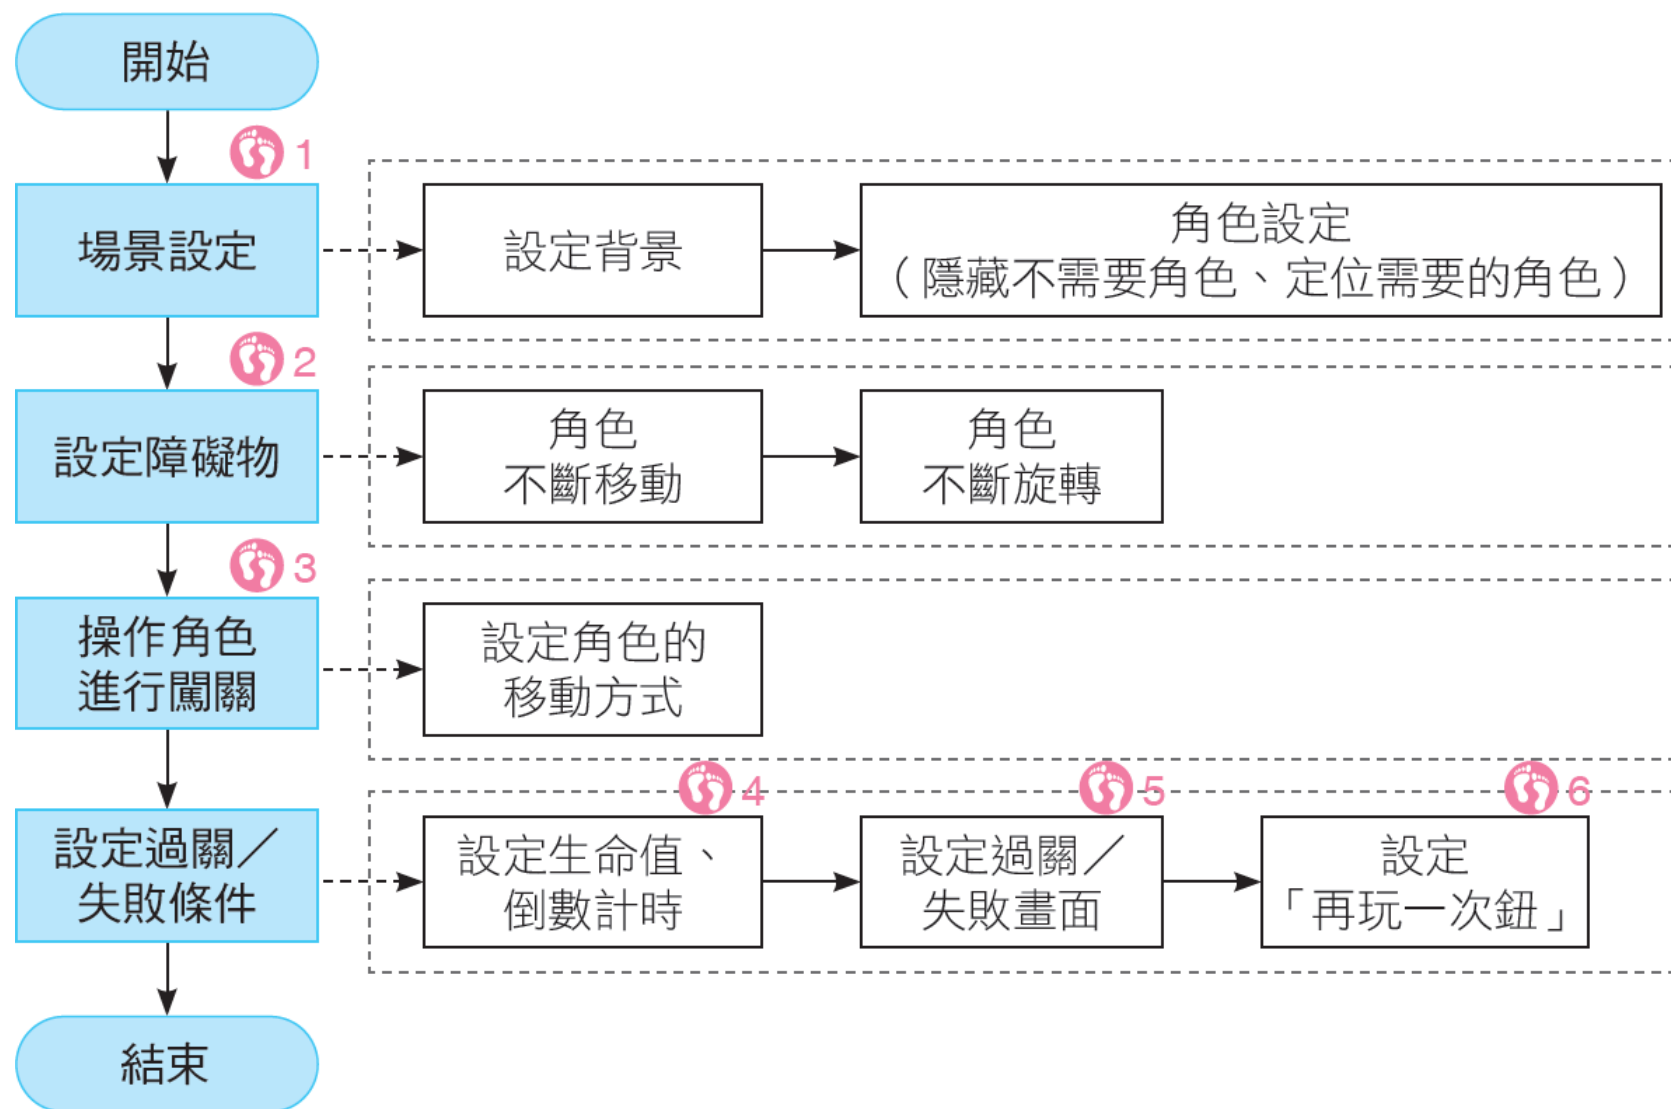 開始
1
場景設定
設定背景
角色設定
（隱藏不需要角色、定位需要的角色）
2
設定障礙物
角色
不斷移動
角色
不斷旋轉
3
操作角色
進行闖關
設定角色的
移動方式
設定過關／
失敗條件
4
設定生命值、
倒數計時
5
設定過關／
失敗畫面
6
設定
「再玩一次鈕」
結束